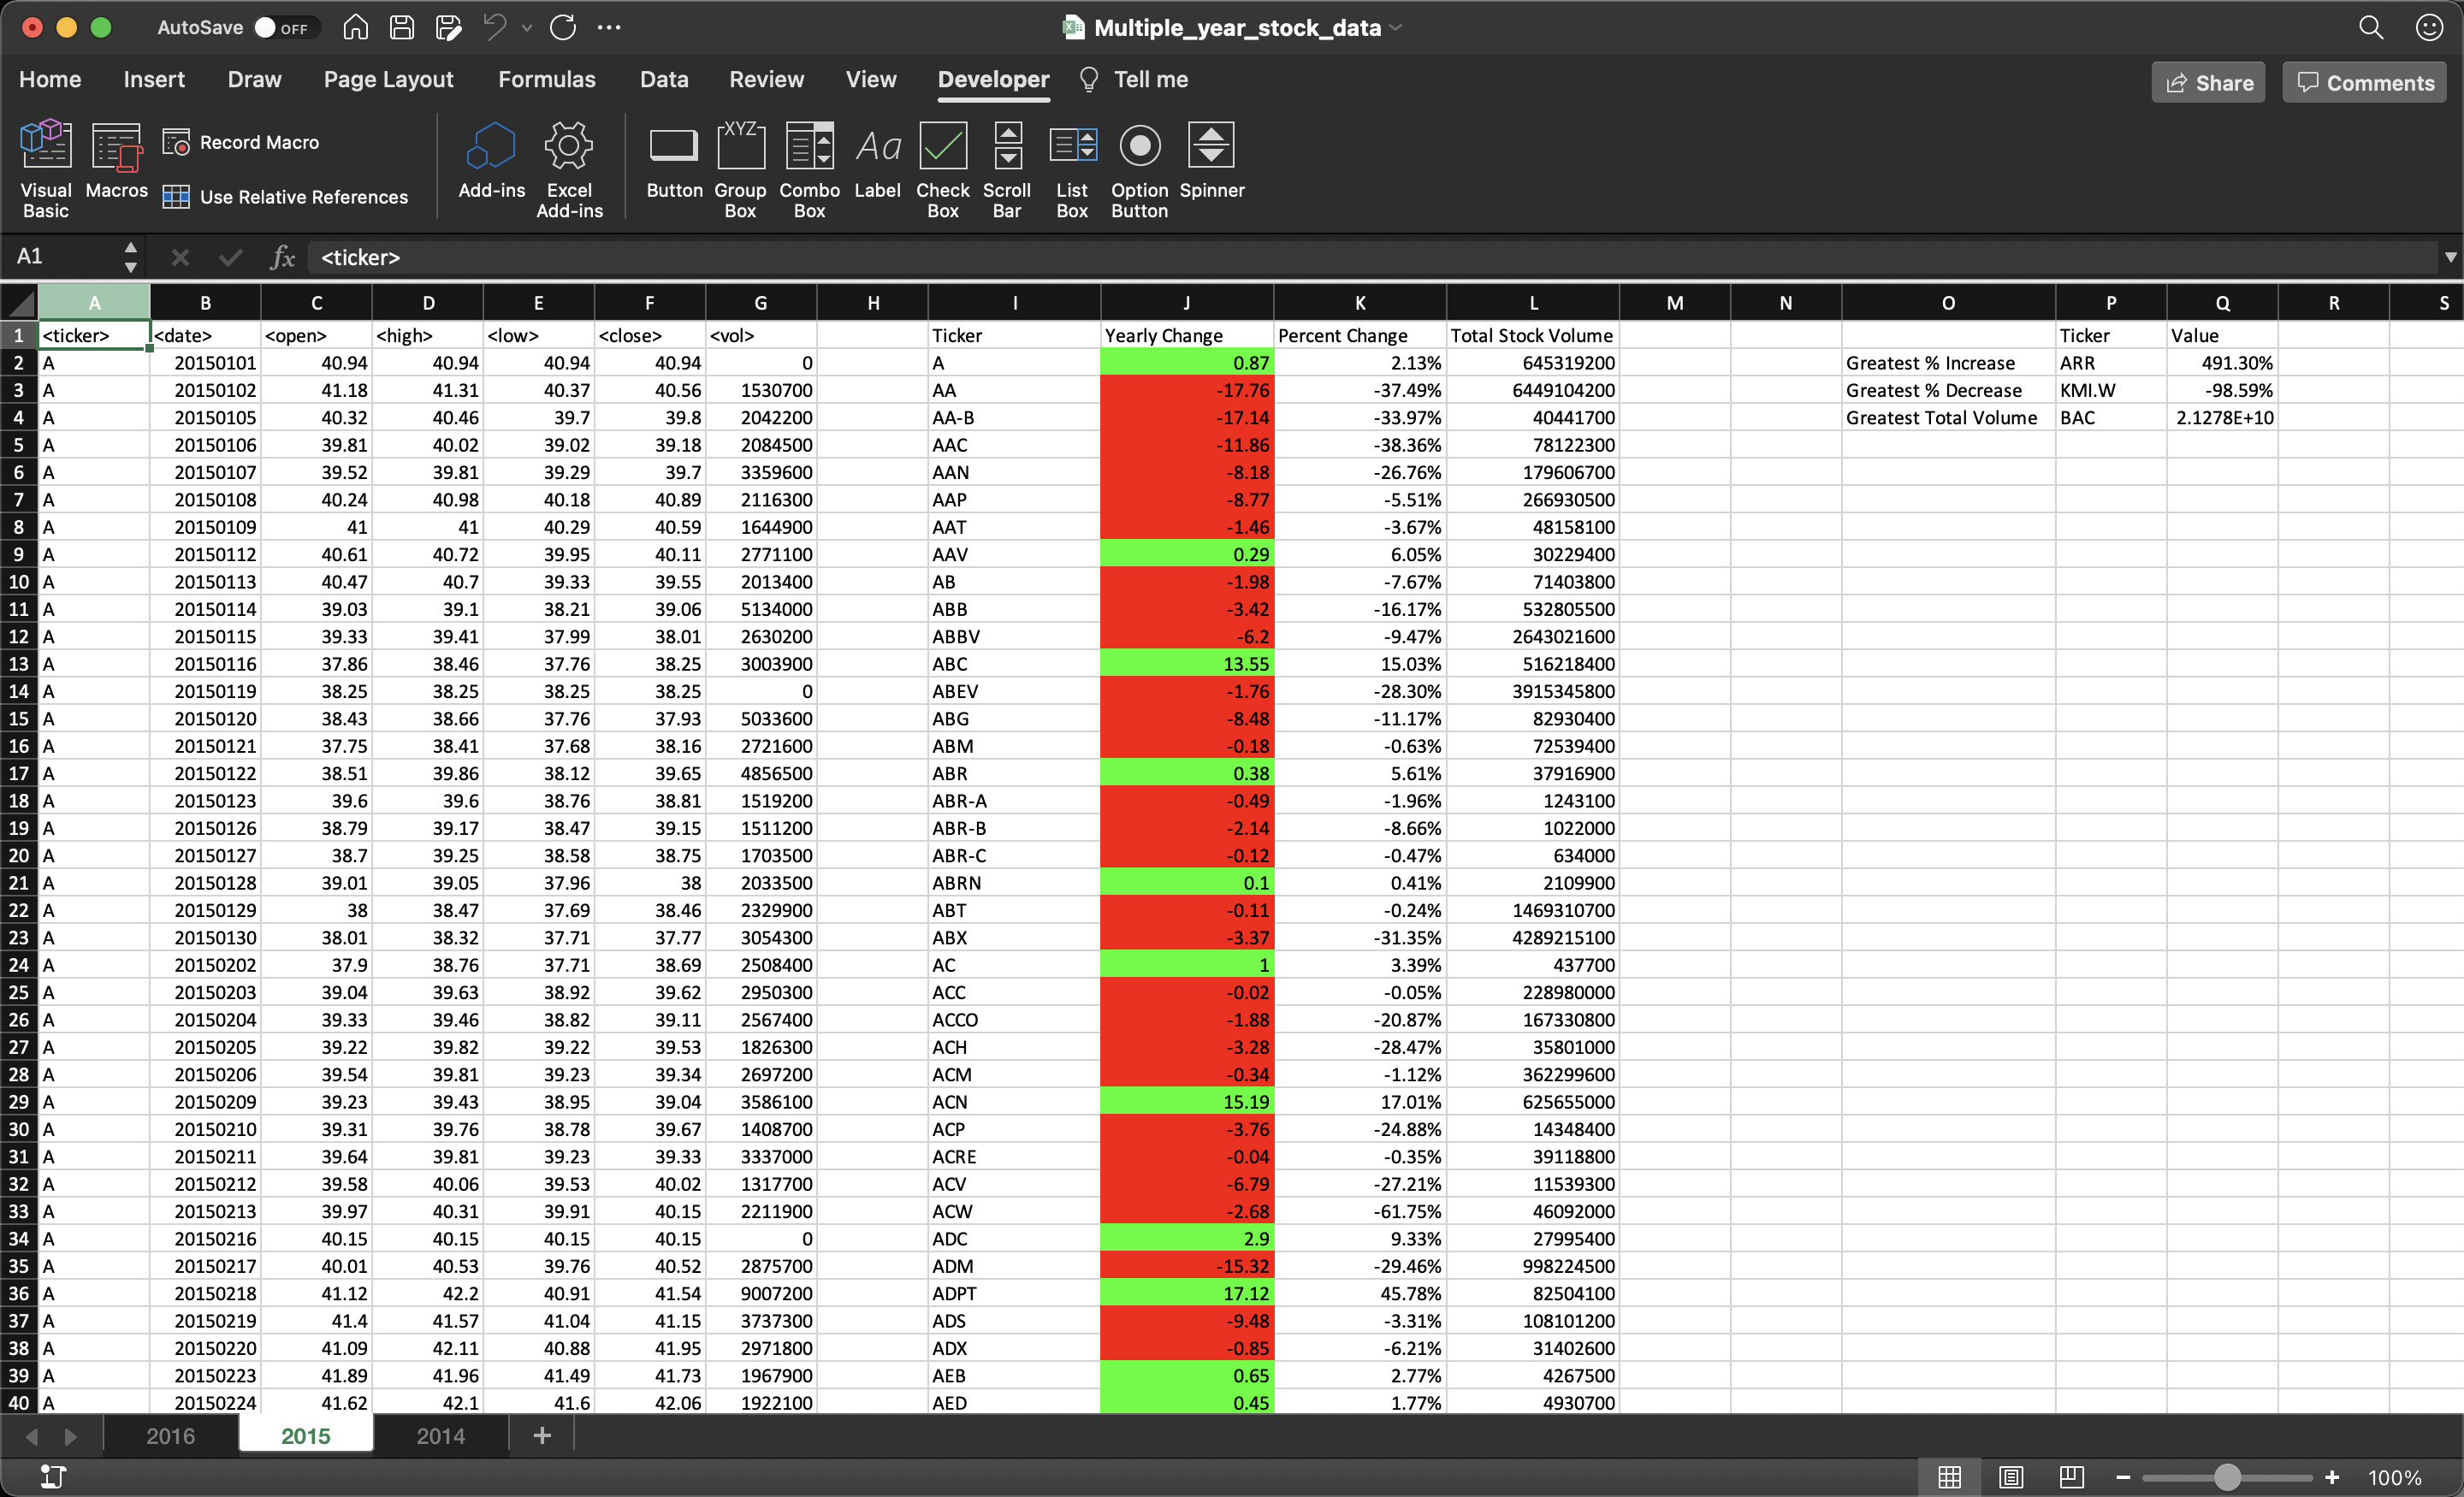 AutoSave OFF Multiple_year_stock_data
Home Insert Draw Page Layout Formulas Data Review View Developer Tell me Share Comments
Visual Basic Macros Record Macro Use Relative References Add-ins Excel Add-ins Button Group Box Combo Box Label Check Box Scroll Bar List Box Option Button Spinner
XYZ Aa
A1 fx <ticker>
A B C D E F G H I J K L M N O P Q R S
1 <ticker> <date> <open> <high> <low> <close> <vol> Ticker Yearly Change Percent Change Total Stock Volume Ticker Value
2 A 20150101 40.94 40.94 40.94 40.94 0 A 0.87 2.13% 645319200 Greatest % Increase ARR 491.30%
3 A 20150102 41.18 41.31 40.37 40.56 1530700 AA -17.76 -37.49% 6449104200 Greatest % Decrease KMI.W -98.59%
4 A 20150105 40.32 40.46 39.7 39.8 2042200 AA-B -17.14 -33.97% 40441700 Greatest Total Volume BAC 2.1278E+10
5 A 20150106 39.81 40.02 39.02 39.18 2084500 AAC -11.86 -38.36% 78122300
6 A 20150107 39.52 39.81 39.29 39.7 3359600 AAN -8.18 -26.76% 179606700
7 A 20150108 40.24 40.98 40.18 40.89 2116300 AAP -8.77 -5.51% 266930500
8 A 20150109 41 41 40.29 40.59 1644900 AAT -1.46 -3.67% 48158100
9 A 20150112 40.61 40.72 39.95 40.11 2771100 AAV 0.29 6.05% 30229400
10 A 20150113 40.47 40.7 39.33 39.55 2013400 AB -1.98 -7.67% 71403800
11 A 20150114 39.03 39.1 38.21 39.06 5134000 ABB -3.42 -16.17% 532805500
12 A 20150115 39.33 39.41 37.99 38.01 2630200 ABBV -6.2 -9.47% 2643021600
13 A 20150116 37.86 38.46 37.76 38.25 3003900 ABC 13.55 15.03% 516218400
14 A 20150119 38.25 38.25 38.25 38.25 0 ABEV -1.76 -28.30% 3915345800
15 A 20150120 38.43 38.66 37.76 37.93 5033600 ABG -8.48 -11.17% 82930400
16 A 20150121 37.75 38.41 37.68 38.16 2721600 ABM -0.18 -0.63% 72539400
17 A 20150122 38.51 39.86 38.12 39.65 4856500 ABR 0.38 5.61% 37916900
18 A 20150123 39.6 39.6 38.76 38.81 1519200 ABR-A -0.49 -1.96% 1243100
19 A 20150126 38.79 39.17 38.47 39.15 1511200 ABR-B -2.14 -8.66% 1022000
20 A 20150127 38.7 39.25 38.58 38.75 1703500 ABR-C -0.12 -0.47% 634000
21 A 20150128 39.01 39.05 37.96 38 2033500 ABRN 0.1 0.41% 2109900
22 A 20150129 38 38.47 37.69 38.46 2329900 ABT -0.11 -0.24% 1469310700
23 A 20150130 38.01 38.32 37.71 37.77 3054300 ABX -3.37 -31.35% 4289215100
24 A 20150202 37.9 38.76 37.71 38.69 2508400 AC 1 3.39% 437700
25 A 20150203 39.04 39.63 38.92 39.62 2950300 ACC -0.02 -0.05% 228980000
26 A 20150204 39.33 39.46 38.82 39.11 2567400 ACCO -1.88 -20.87% 167330800
27 A 20150205 39.22 39.82 39.22 39.53 1826300 ACH -3.28 -28.47% 35801000
28 A 20150206 39.54 39.81 39.23 39.34 2697200 ACM -0.34 -1.12% 362299600
29 A 20150209 39.23 39.43 38.95 39.04 3586100 ACN 15.19 17.01% 625655000
30 A 20150210 39.31 39.76 38.78 39.67 1408700 ACP -3.76 -24.88% 14348400
31 A 20150211 39.64 39.81 39.23 39.33 3337000 ACRE -0.04 -0.35% 39118800
32 A 20150212 39.58 40.06 39.53 40.02 1317700 ACV -6.79 -27.21% 11539300
33 A 20150213 39.97 40.31 39.91 40.15 2211900 ACW -2.68 -61.75% 46092000
34 A 20150216 40.15 40.15 40.15 40.15 0 ADC 2.9 9.33% 27995400
35 A 20150217 40.01 40.53 39.76 40.52 2875700 ADM -15.32 -29.46% 998224500
36 A 20150218 41.12 42.2 40.91 41.54 9007200 ADPT 17.12 45.78% 82504100
37 A 20150219 41.4 41.57 41.04 41.15 3737300 ADS -9.48 -3.31% 108101200
38 A 20150220 41.09 42.11 40.88 41.95 2971800 ADX -0.85 -6.21% 31402600
39 A 20150223 41.89 41.96 41.49 41.73 1967900 AEB 0.65 2.77% 4267500
40 A 20150224 41.62 42.1 41.6 42.06 1922100 AED 0.45 1.77% 4930700
2016 2015 2014 +
100%